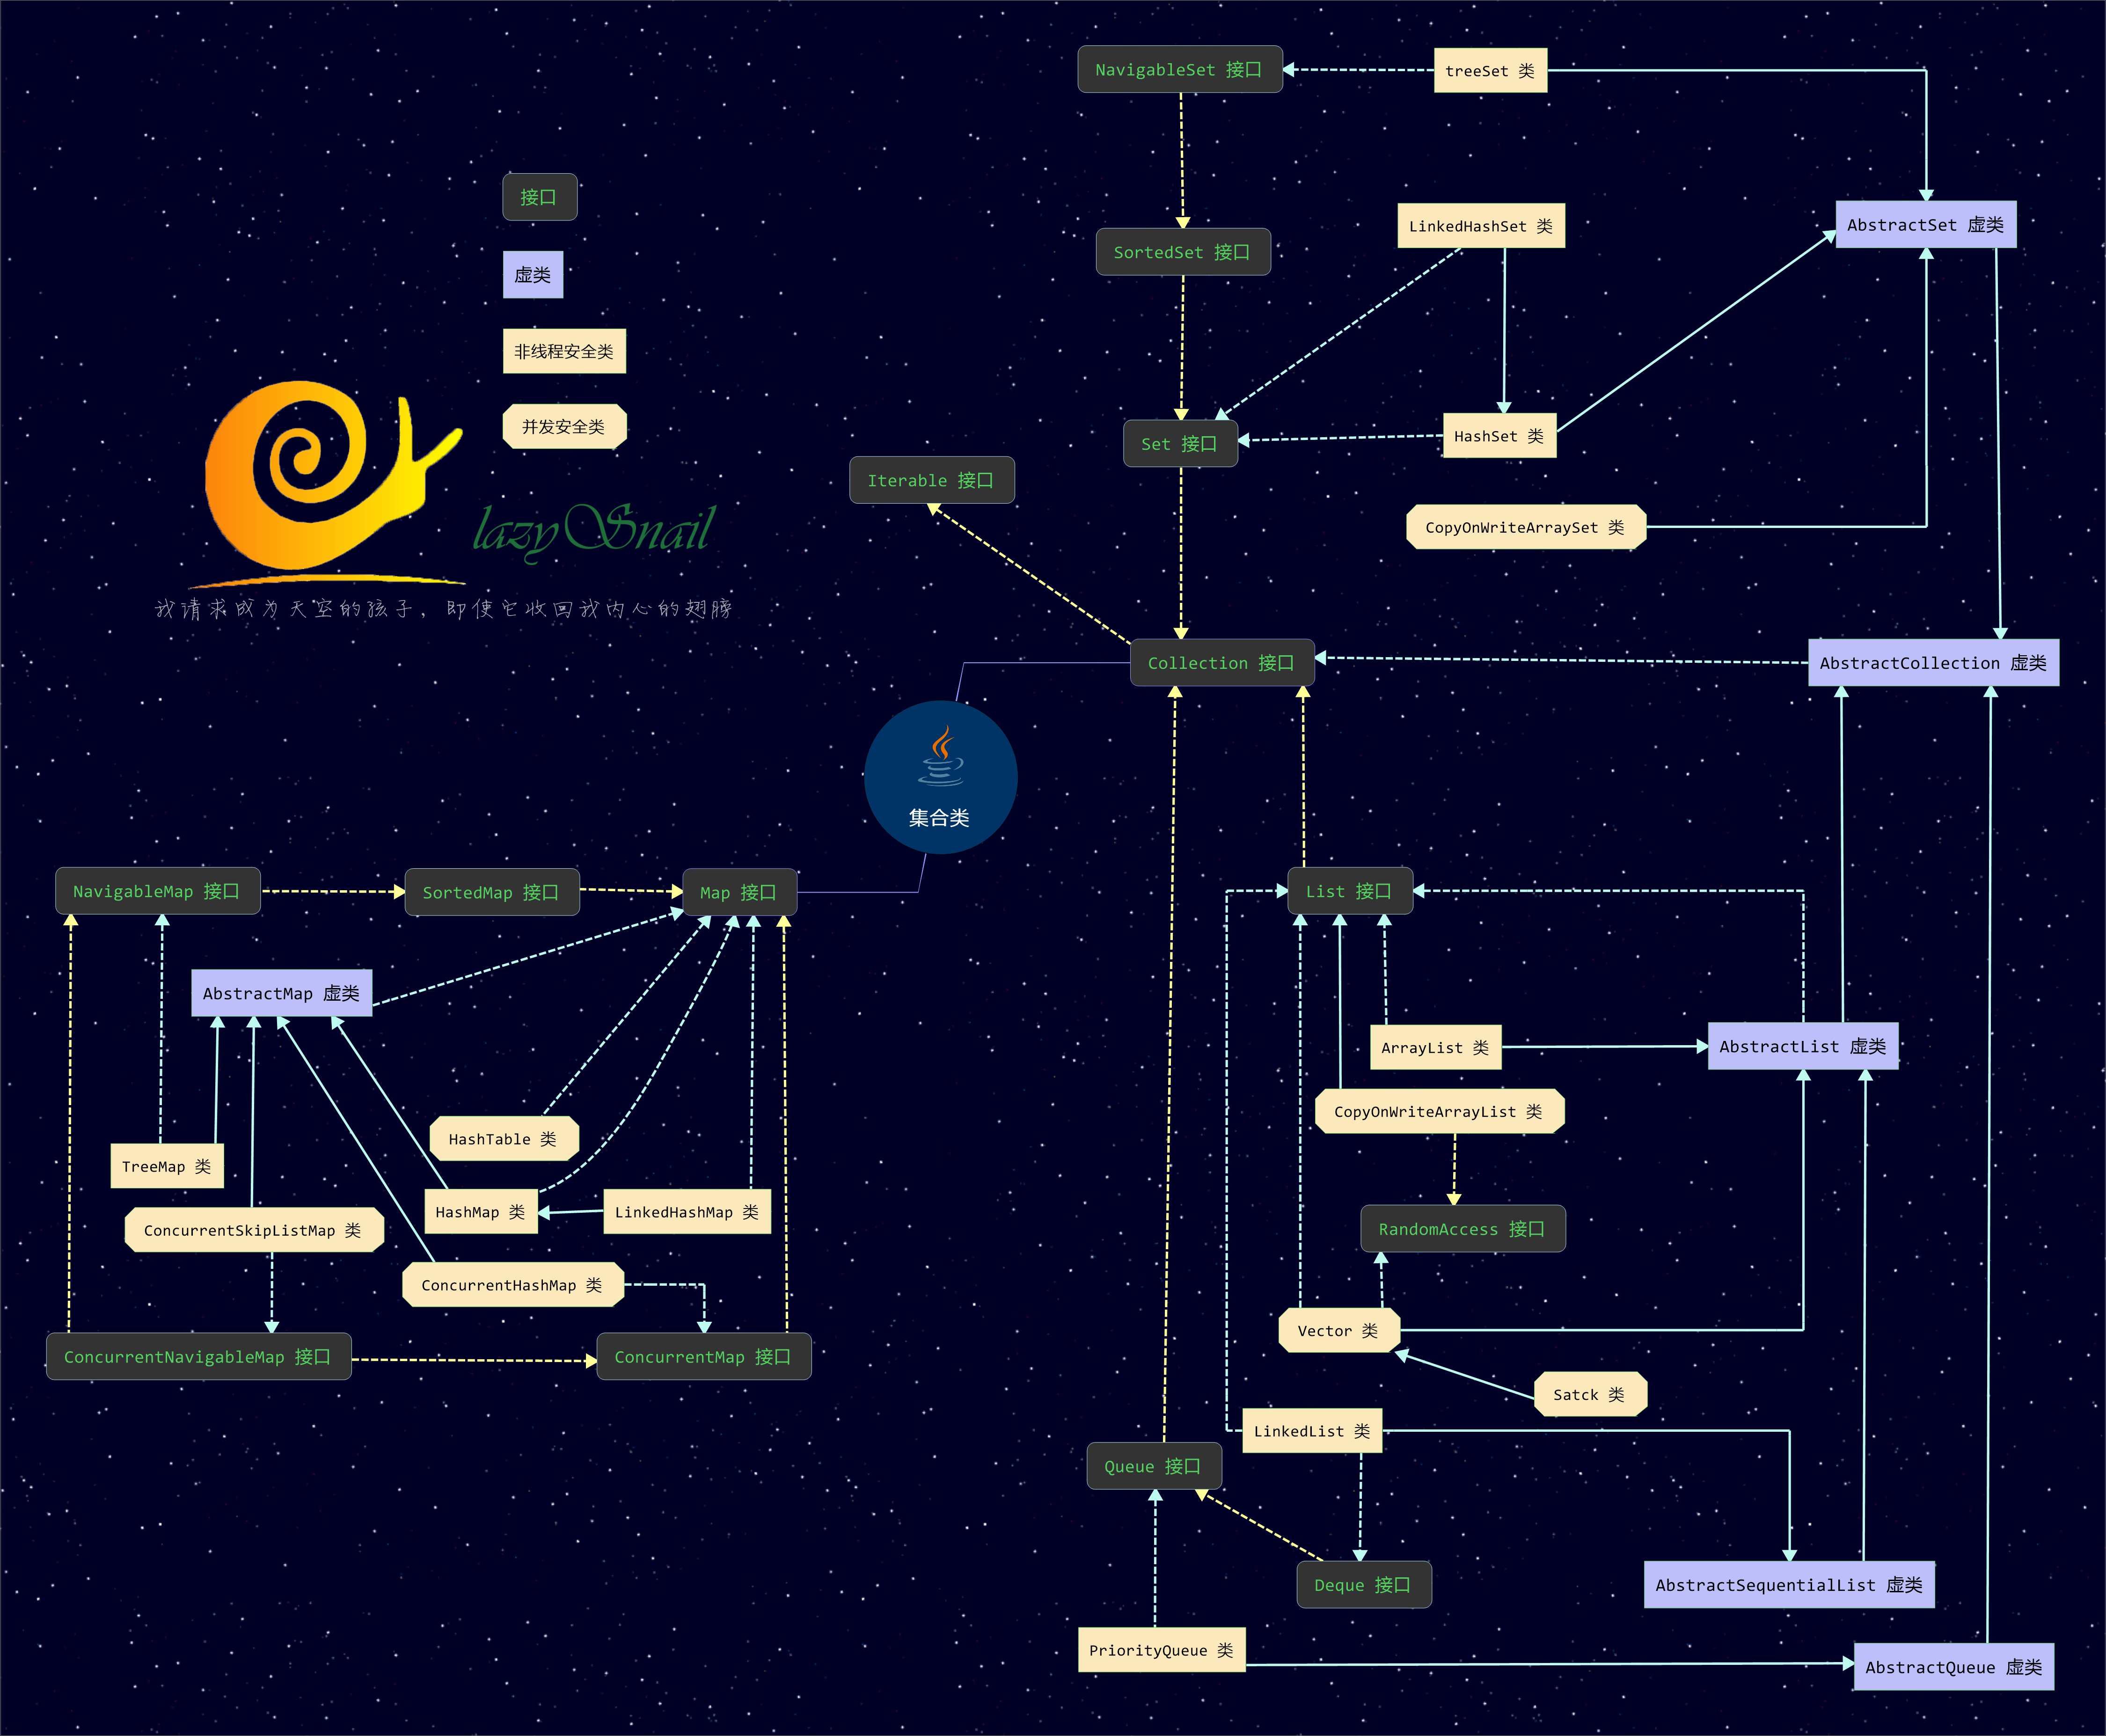 NavigableSet 接口
treeSet 类
接口
LinkedHashSet 类
AbstractSet 虚类
SortedSet 接口
虚类
非线程安全类
并发安全类
Set 接口
HashSet 类
Iterable 接口
CopyOnWriteArraySet 类
lazySnail
我请求成为天空的孩子，即使它收回我内心的翅膀
Collection 接口
AbstractCollection 虚类
集合类
NavigableMap 接口
SortedMap 接口
Map 接口
List 接口
AbstractMap 虚类
ArrayList 类
AbstractList 虚类
CopyOnWriteArrayList 类
HashTable 类
TreeMap 类
HashMap 类
LinkedHashMap 类
ConcurrentSkipListMap 类
RandomAccess 接口
ConcurrentHashMap 类
Vector 类
ConcurrentNavigableMap 接口
ConcurrentMap 接口
Satck 类
LinkedList 类
Queue 接口
Deque 接口
AbstractSequentialList 虚类
PriorityQueue 类
AbstractQueue 虚类